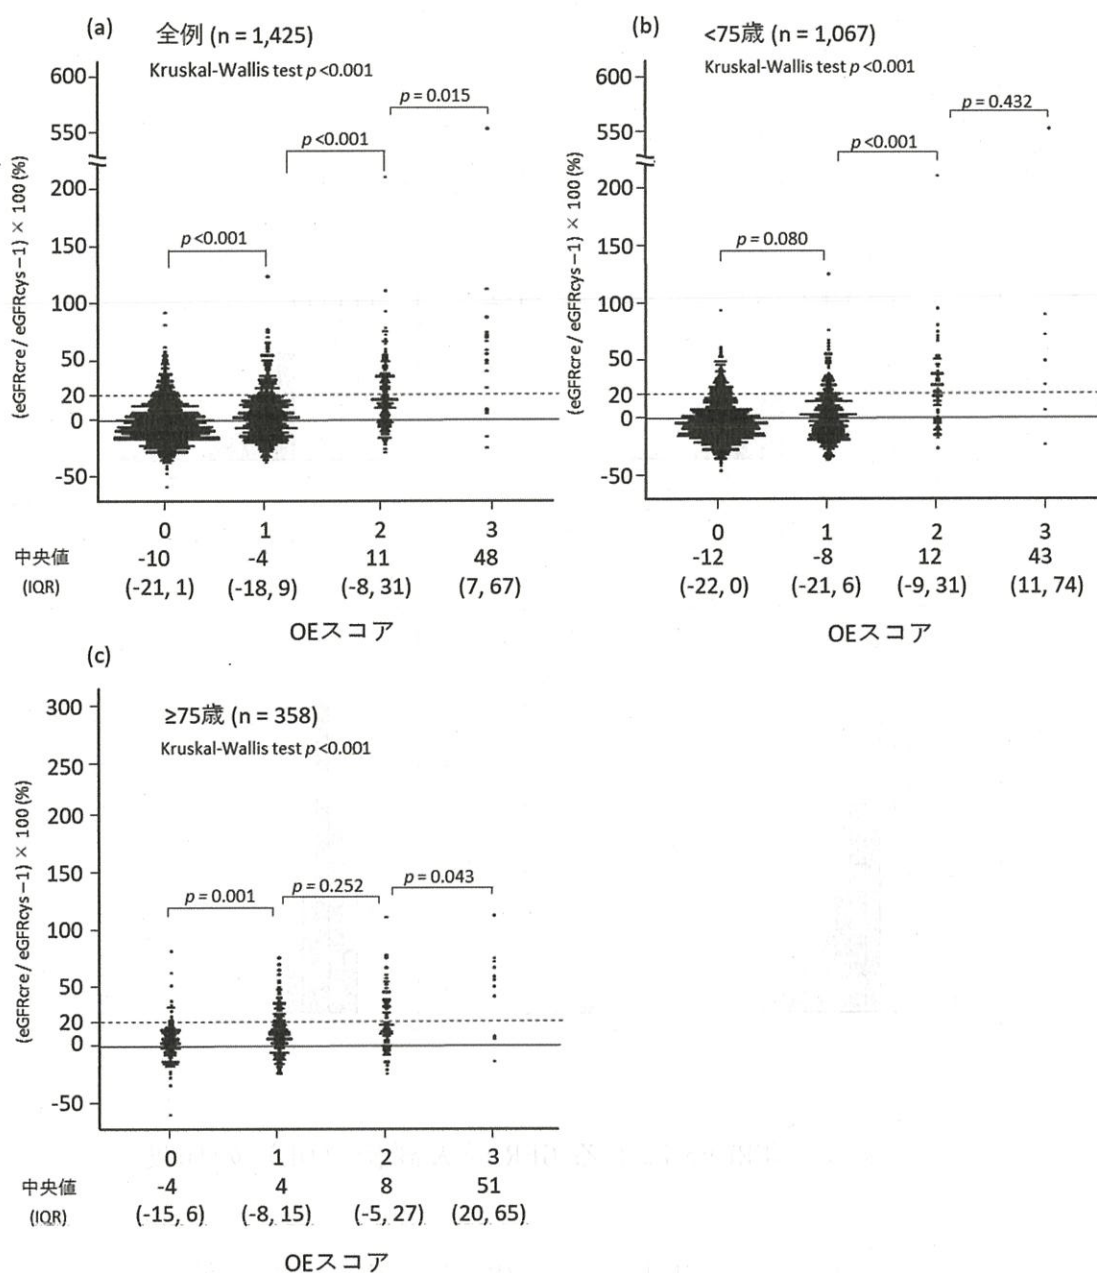 (a)
全例 (n = 1,425)
Kruskal-Wallis test p <0.001
(eGFRcre / eGFRcys－1) × 100 (%)
600
550
200
150
100
50
20
0
-50
p <0.001
p <0.001
p = 0.015
0 1 2 3
中央値 -10 -4 11 48
(IQR) (-21, 1) (-18, 9) (-8, 31) (7, 67)
OEスコア
(b)
<75歳 (n = 1,067)
Kruskal-Wallis test p <0.001
(eGFRcre / eGFRcys－1) × 100 (%)
600
550
200
150
100
50
20
0
-50
p = 0.080
p <0.001
p = 0.432
0 1 2 3
-12 -8 12 43
(-22, 0) (-21, 6) (-9, 31) (11, 74)
OEスコア
(c)
≥75歳 (n = 358)
Kruskal-Wallis test p <0.001
(eGFRcre / eGFRcys－1) × 100 (%)
300
250
200
150
100
50
20
0
-50
p = 0.001
p = 0.252
p = 0.043
0 1 2 3
中央値 -4 4 8 51
(IQR) (-15, 6) (-8, 15) (-5, 27) (20, 65)
OEスコア